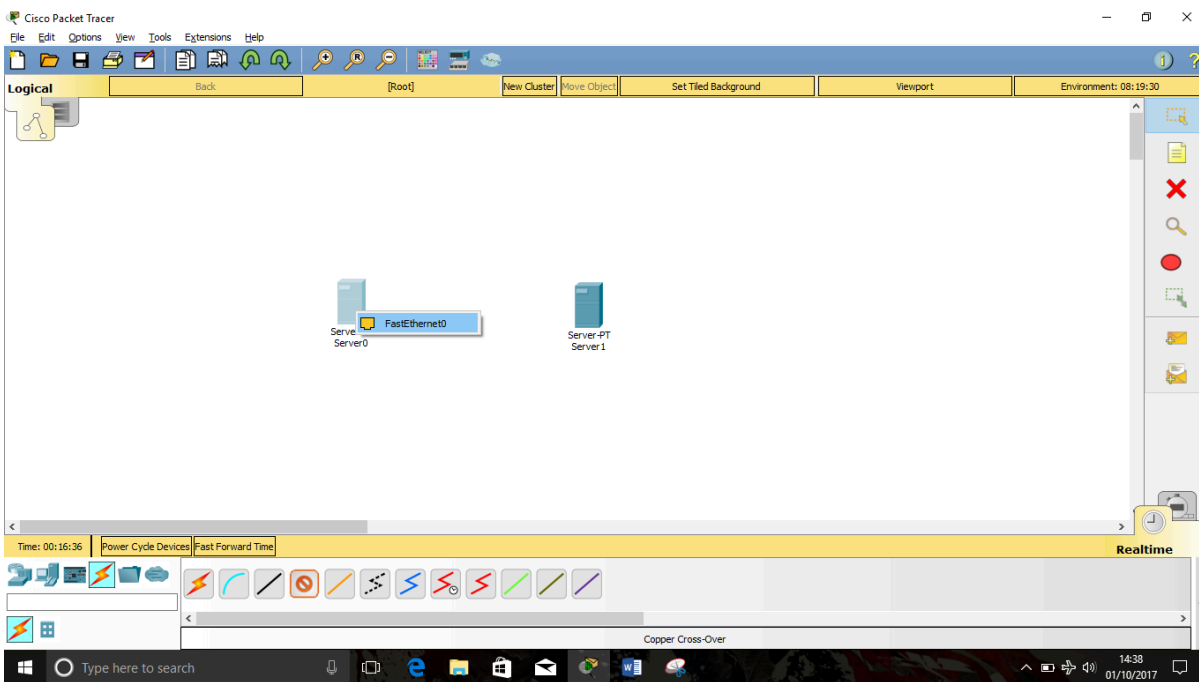 Cisco Packet Tracer
File Edit Options View Tools Extensions Help
Logical Back [Root] New Cluster Move Object Set Tiled Background Viewport Environment: 08:19:30
FastEthernet0
Serve
Server0
Server-PT
Server1
Time: 00:16:36 Power Cycle Devices Fast Forward Time Realtime
Copper Cross-Over
Type here to search
14:38
01/10/2017